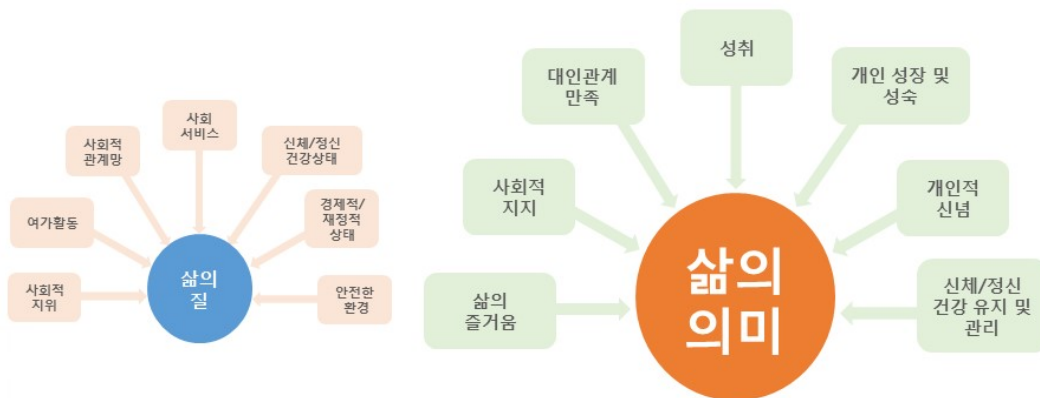 사회
서비스
사회적
관계망
신체/정신
건강상태
여가활동
경제적/
재정적
상태
사회적
지위
안전한
환경
삶의
질
성취
대인관계
만족
개인 성장 및
성숙
사회적
지지
개인적
신념
삶의
즐거움
신체/정신
건강 유지 및
관리
삶의
의미